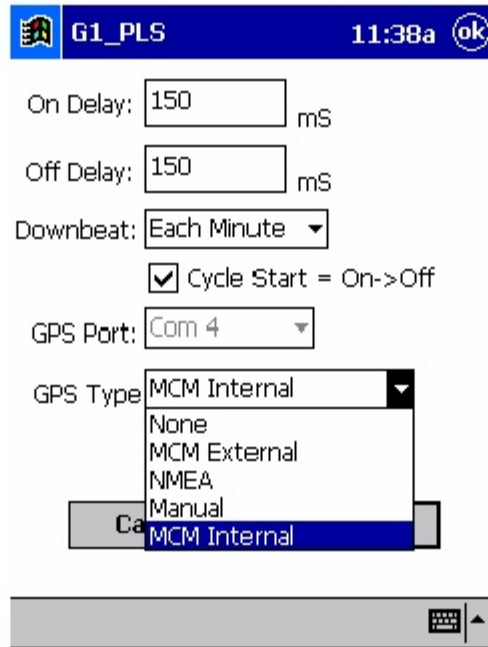 G1_PLS 11:38a ok
On Delay: 150 mS
Off Delay: 150 mS
Downbeat: Each Minute
Cycle Start = On->Off
GPS Port: Com 4
GPS Type MCM Internal
None
MCM External
NMEA
Manual
Ca
MCM Internal